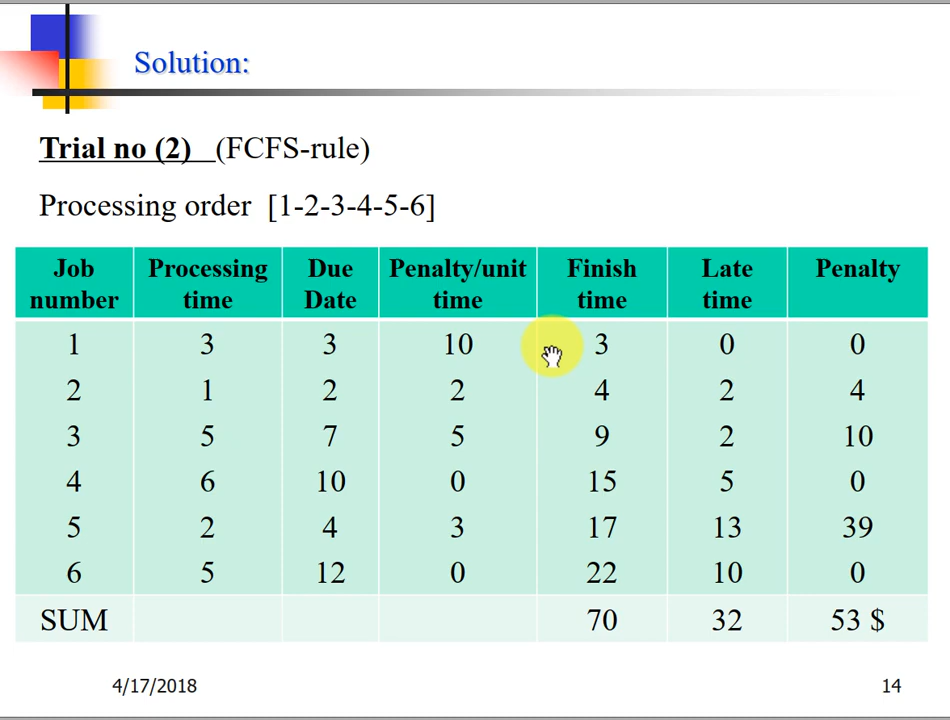 Solution:
Trial no (2) (FCFS-rule)
Processing order [1-2-3-4-5-6]
Job number Processing time Due Date Penalty/unit time Finish time Late time Penalty
1 3 3 10 3 0 0
2 1 2 2 4 2 4
3 5 7 5 9 2 10
4 6 10 0 15 5 0
5 2 4 3 17 13 39
6 5 12 0 22 10 0
SUM 70 32 53 $
4/17/2018 14